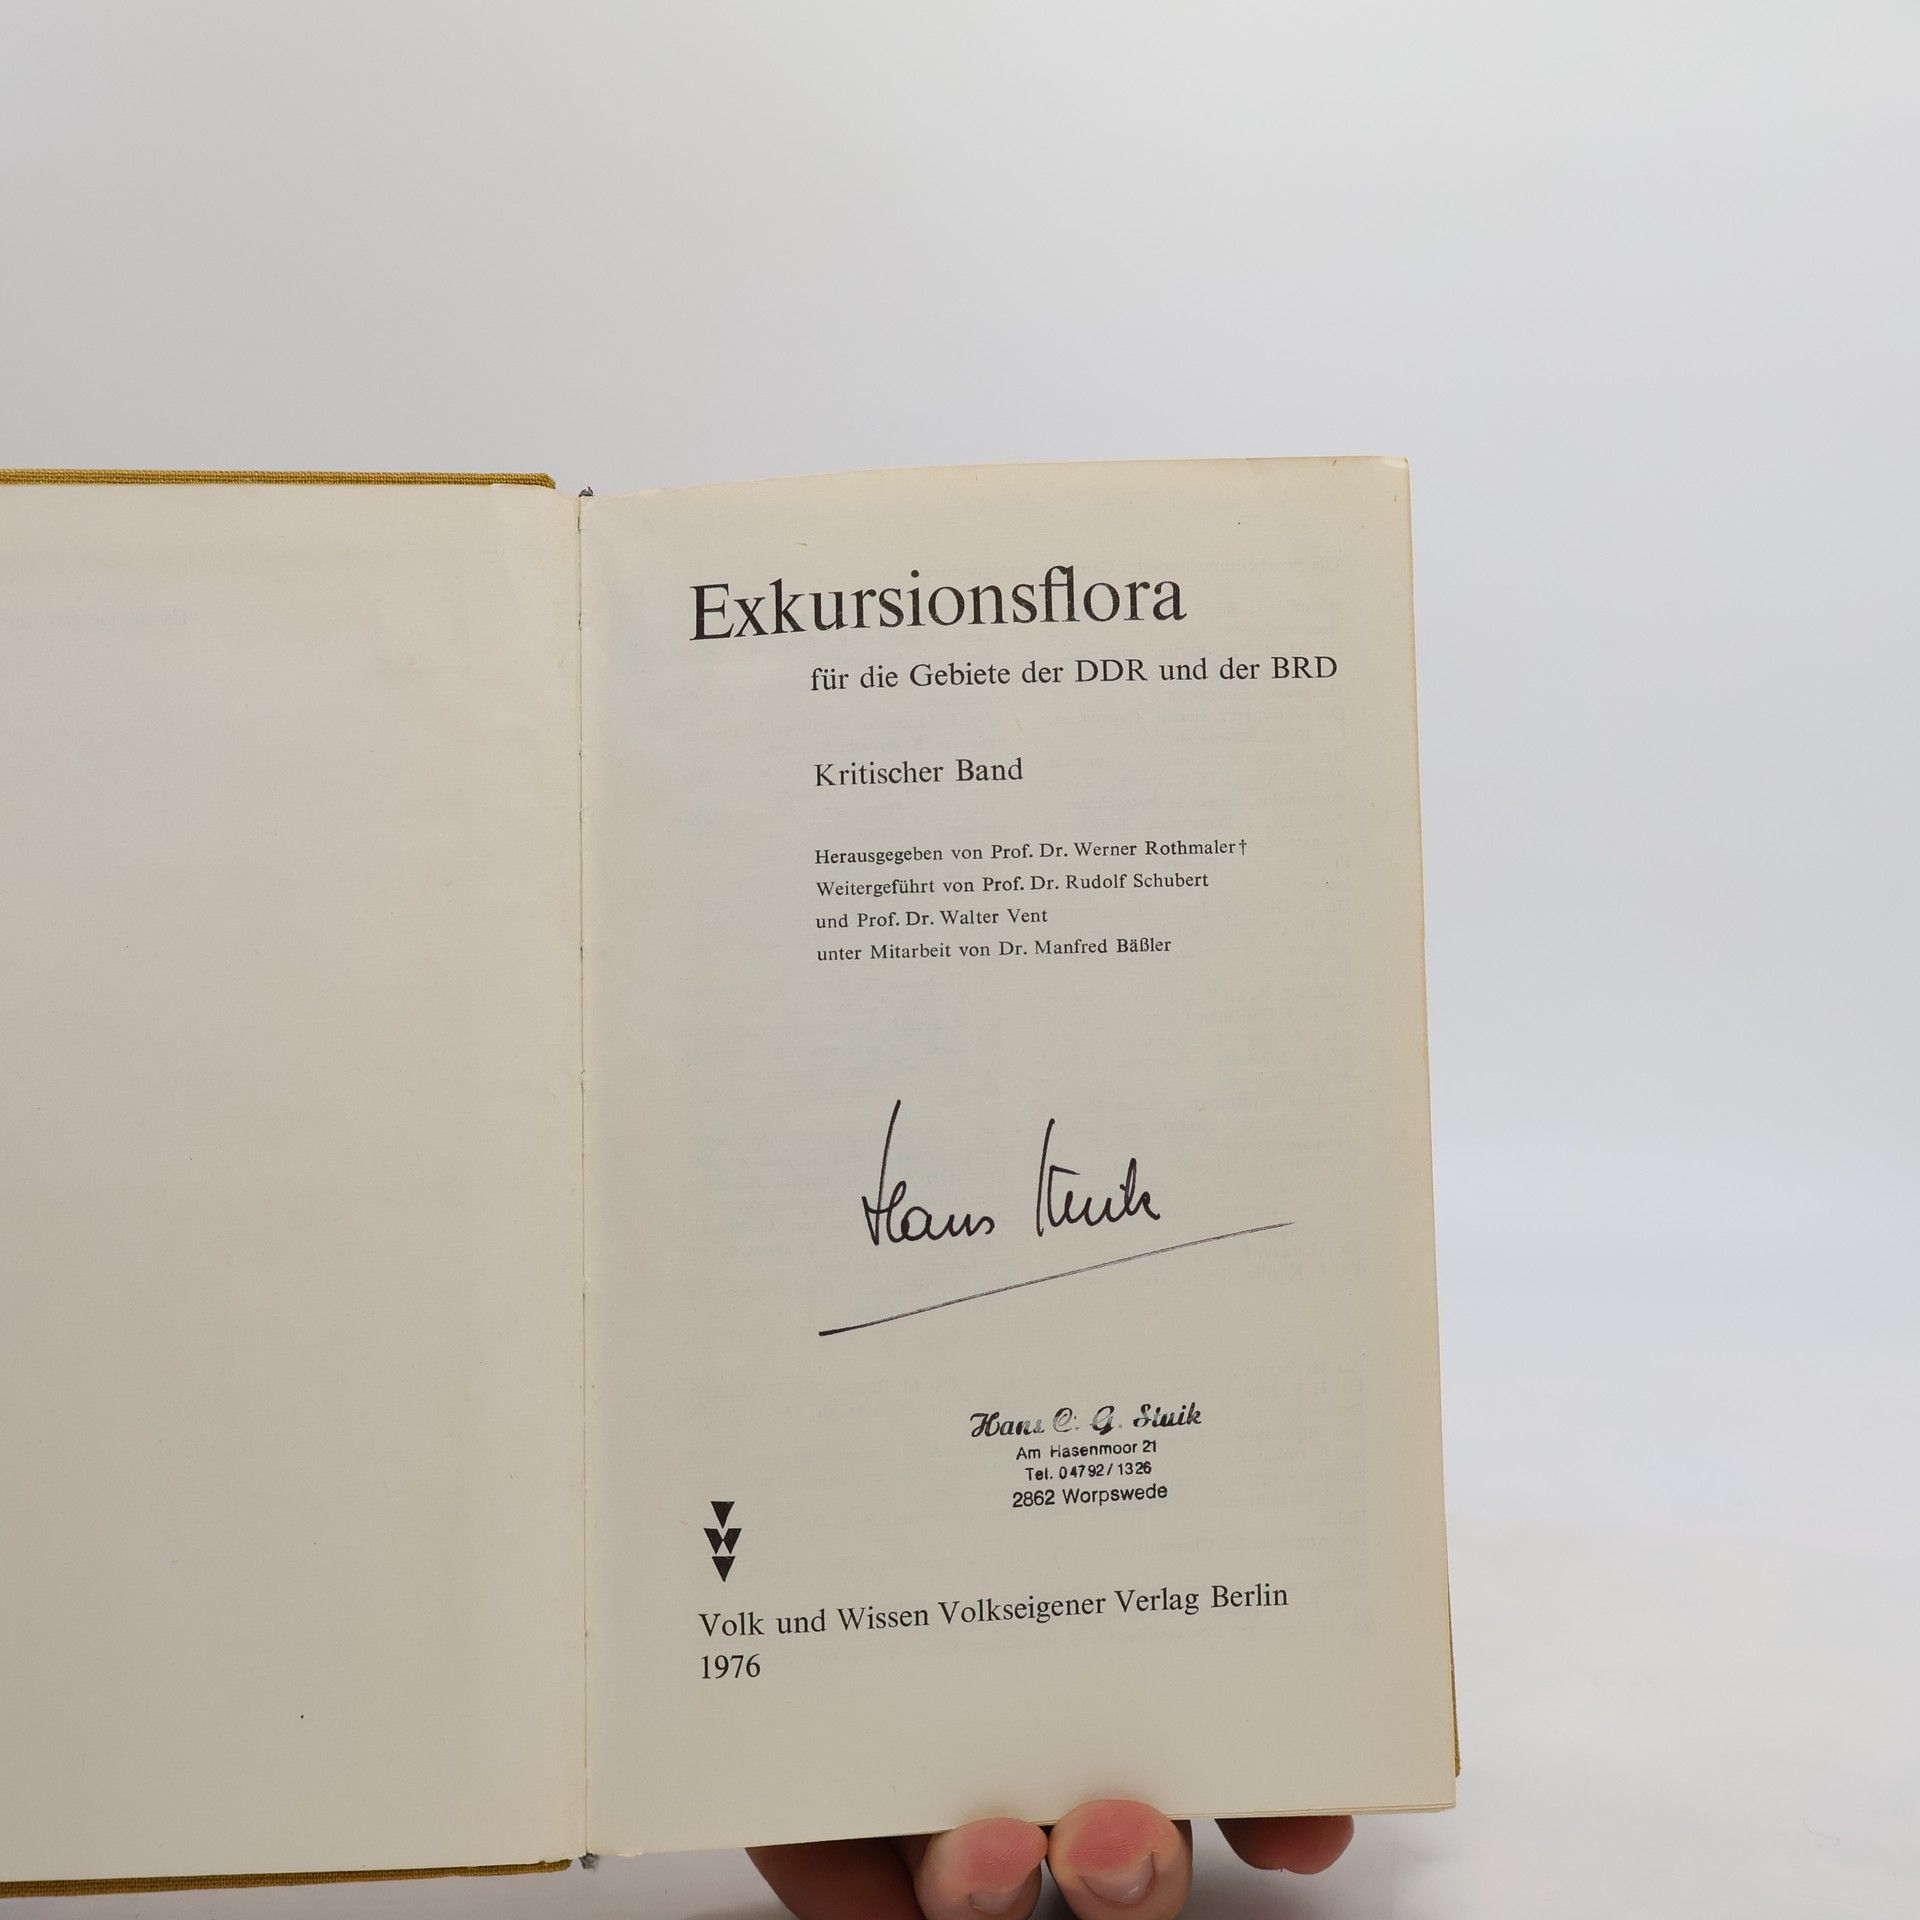 Exkursionsflora
für die Gebiete der DDR und der BRD
Kritischer Band
Herausgegeben von Prof. Dr. Werner Rothmaler†
Weitergeführt von Prof. Dr. Rudolf Schubert
und Prof. Dr. Walter Vent
unter Mitarbeit von Dr. Manfred Bäßler
Hans
Hans C. G.
Am Hasenmoor 21
Tel. 04792/1326
2862 Worpswede
Volk und Wissen Volkseigener Verlag Berlin
1976